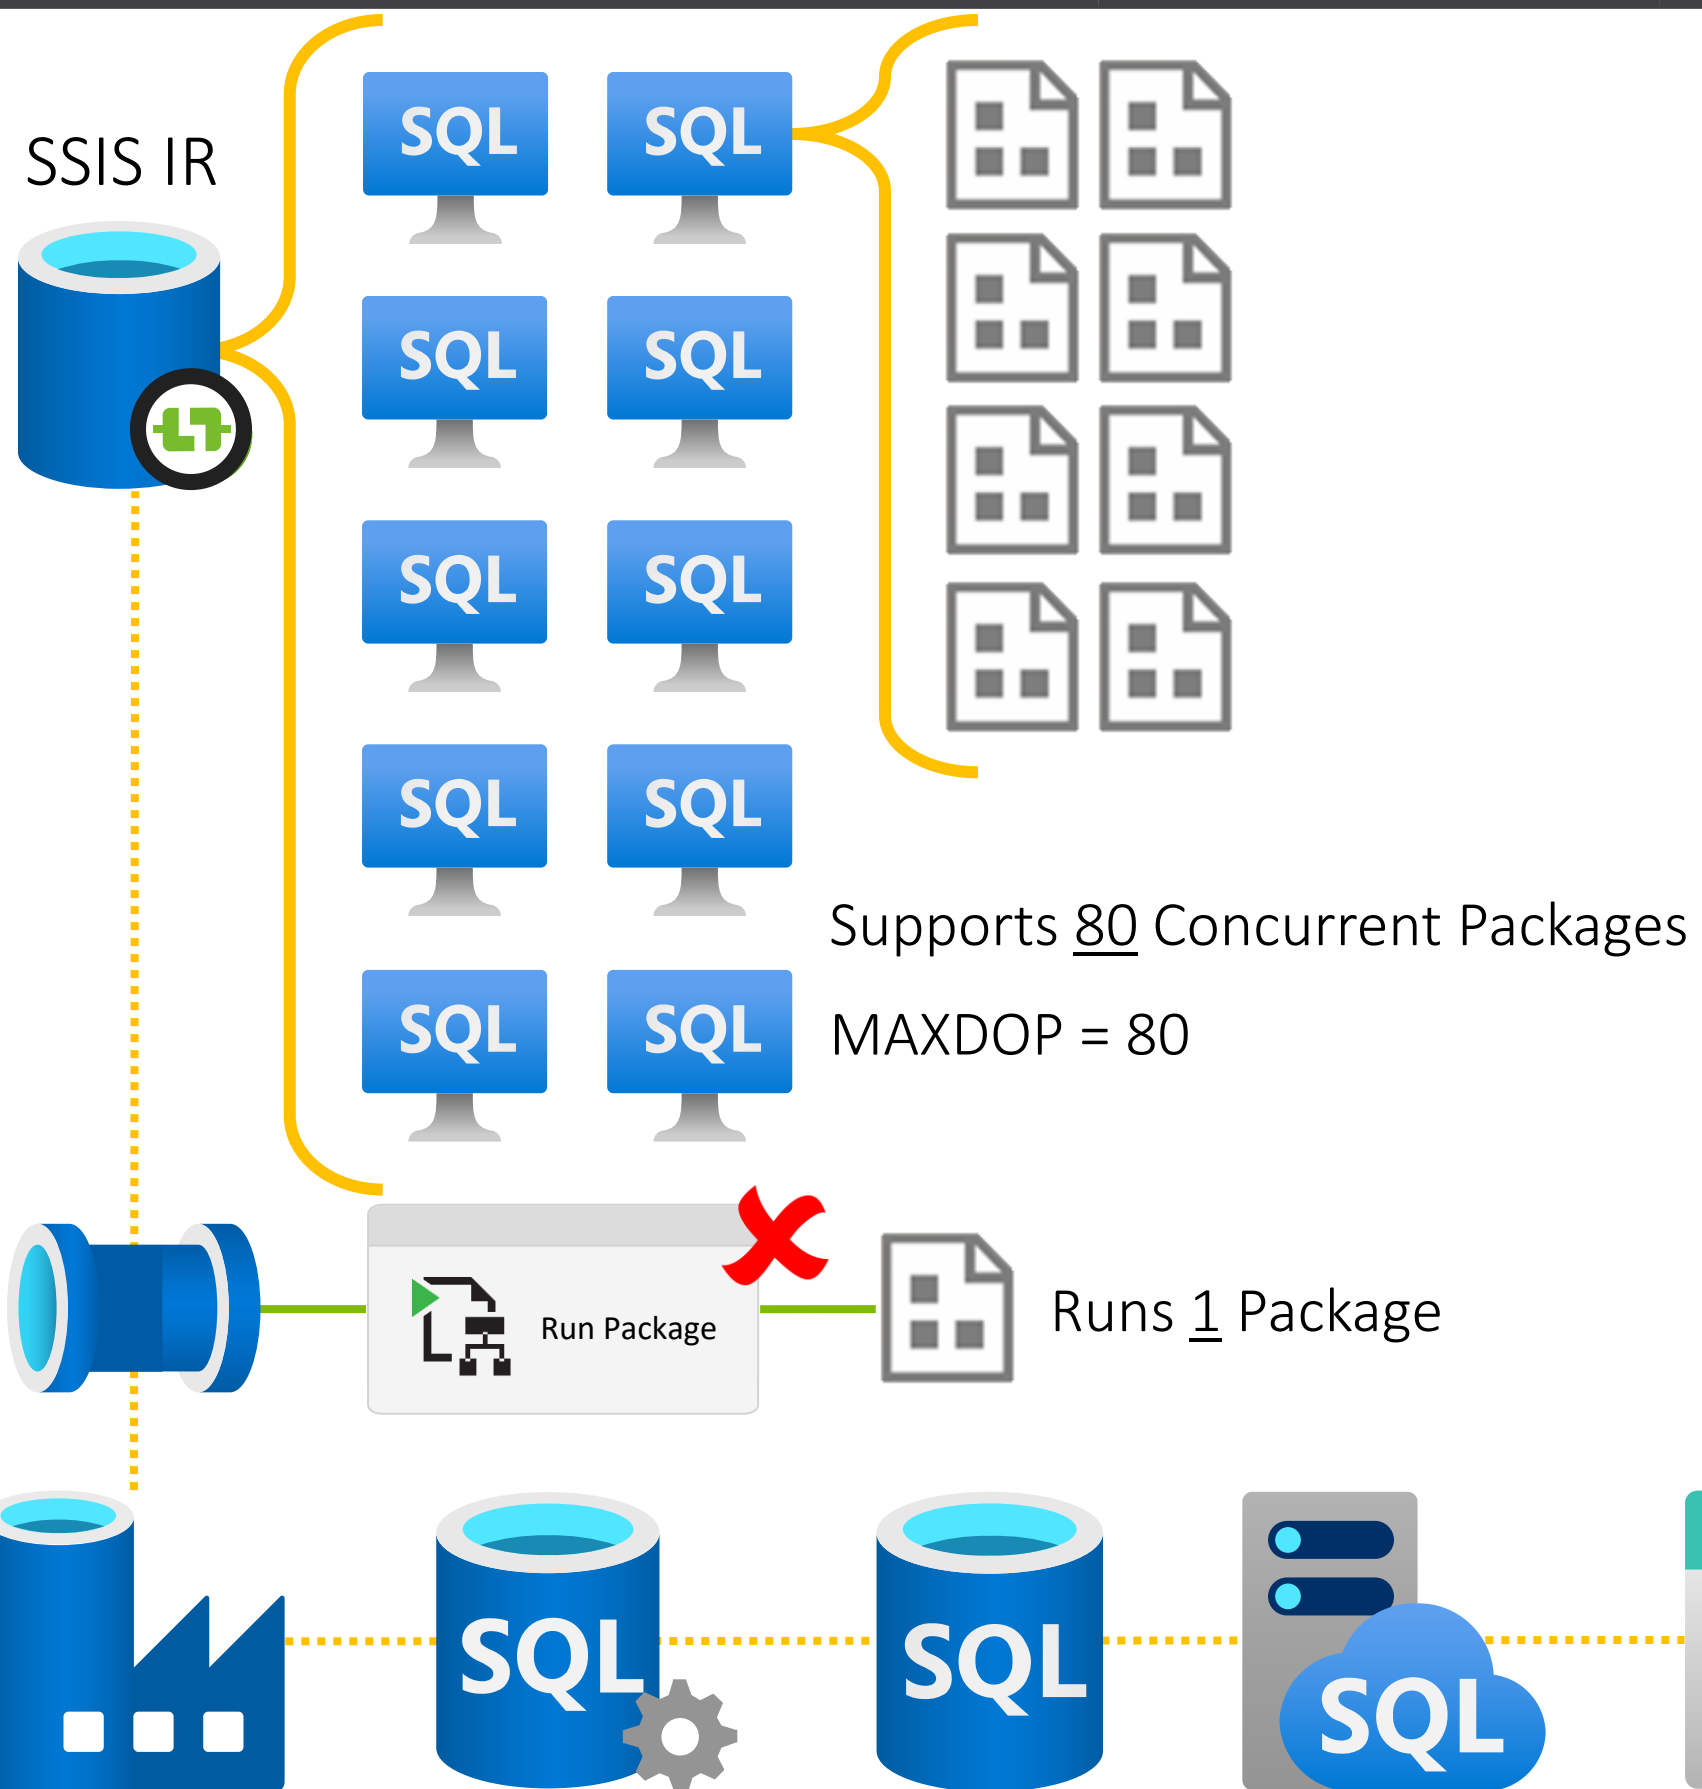 SSIS IR
SQL SQL
SQL SQL
SQL SQL
SQL SQL
Supports 80 Concurrent Packages
SQL SQL
MAXDOP = 80
Run Package
Runs 1 Package
SQL
SQL
SQL